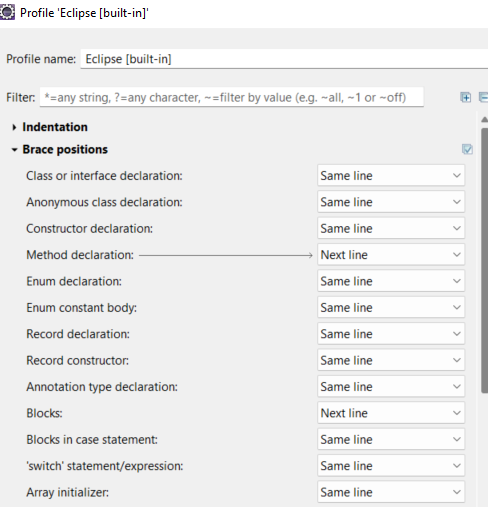 Profile 'Eclipse [built-in]'
Profile name: Eclipse [built-in]
Filter: *=any string, ?=any character, ~=filter by value (e.g. ~all, ~1 or ~off)
Indentation
Brace positions
Class or interface declaration: Same line
Anonymous class declaration: Same line
Constructor declaration: Same line
Method declaration: Next line
Enum declaration: Same line
Enum constant body: Same line
Record declaration: Same line
Record constructor: Same line
Annotation type declaration: Same line
Blocks: Next line
Blocks in case statement: Same line
'switch' statement/expression: Same line
Array initializer: Same line